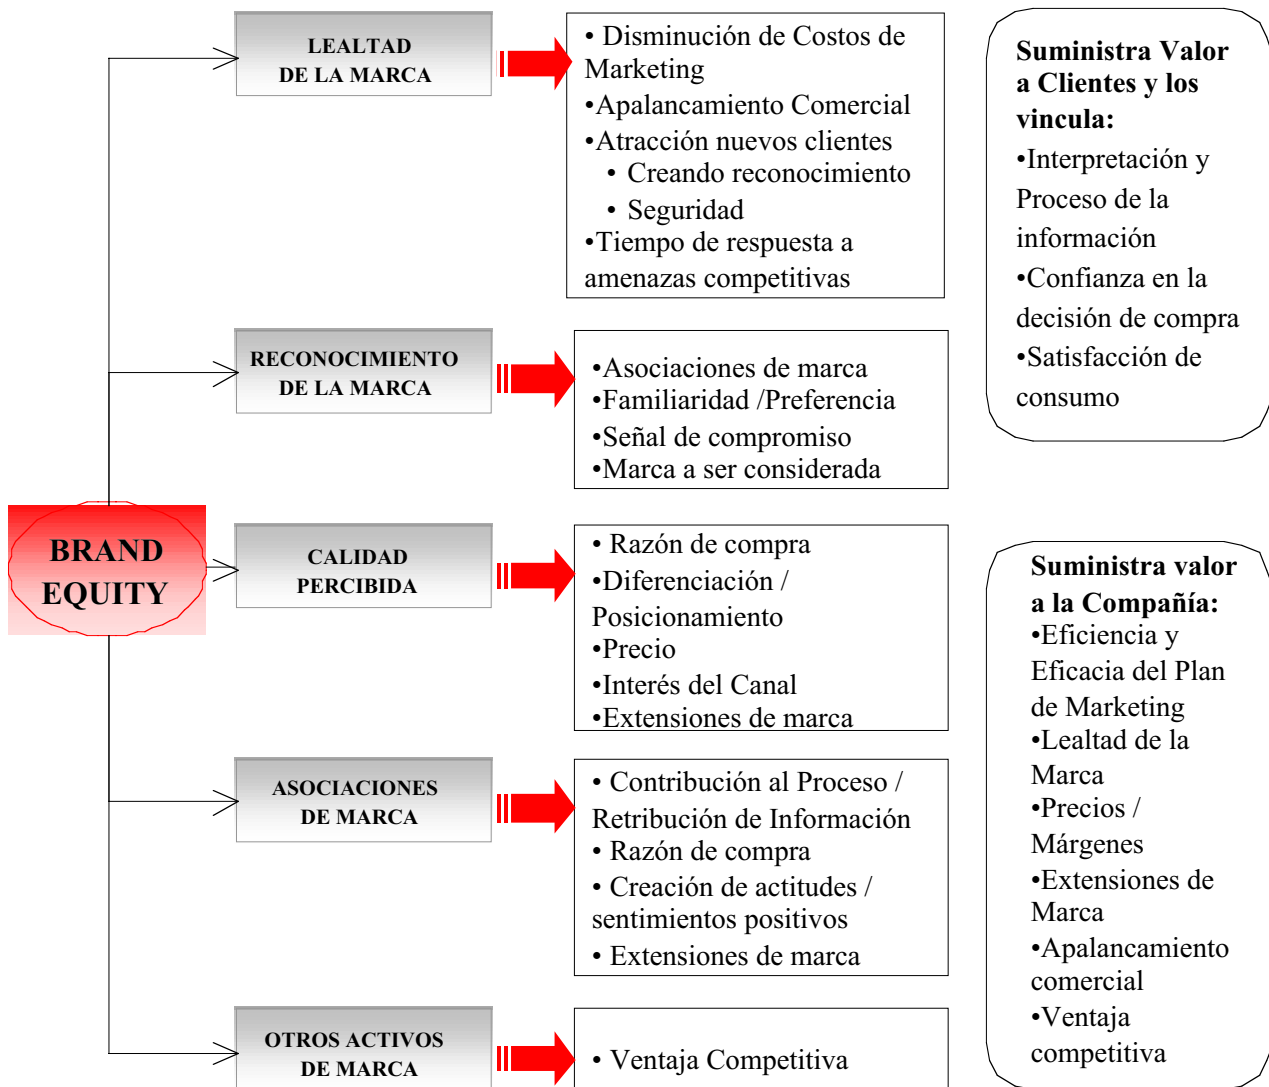 LEALTAD
DE LA MARCA
• Disminución de Costos de
Marketing
•Apalancamiento Comercial
•Atracción nuevos clientes
• Creando reconocimiento
• Seguridad
•Tiempo de respuesta a
amenazas competitivas
Suministra Valor
a Clientes y los
vincula:
•Interpretación y
Proceso de la
información
•Confianza en la
decisión de compra
•Satisfacción de
consumo
RECONOCIMIENTO
DE LA MARCA
•Asociaciones de marca
•Familiaridad /Preferencia
•Señal de compromiso
•Marca a ser considerada
BRAND
EQUITY
CALIDAD
PERCIBIDA
• Razón de compra
•Diferenciación /
Posicionamiento
•Precio
•Interés del Canal
•Extensiones de marca
Suministra valor
a la Compañía:
•Eficiencia y
Eficacia del Plan
de Marketing
•Lealtad de la
Marca
•Precios /
Márgenes
•Extensiones de
Marca
•Apalancamiento
comercial
•Ventaja
competitiva
ASOCIACIONES
DE MARCA
• Contribución al Proceso /
Retribución de Información
• Razón de compra
• Creación de actitudes /
sentimientos positivos
• Extensiones de marca
OTROS ACTIVOS
DE MARCA
• Ventaja Competitiva